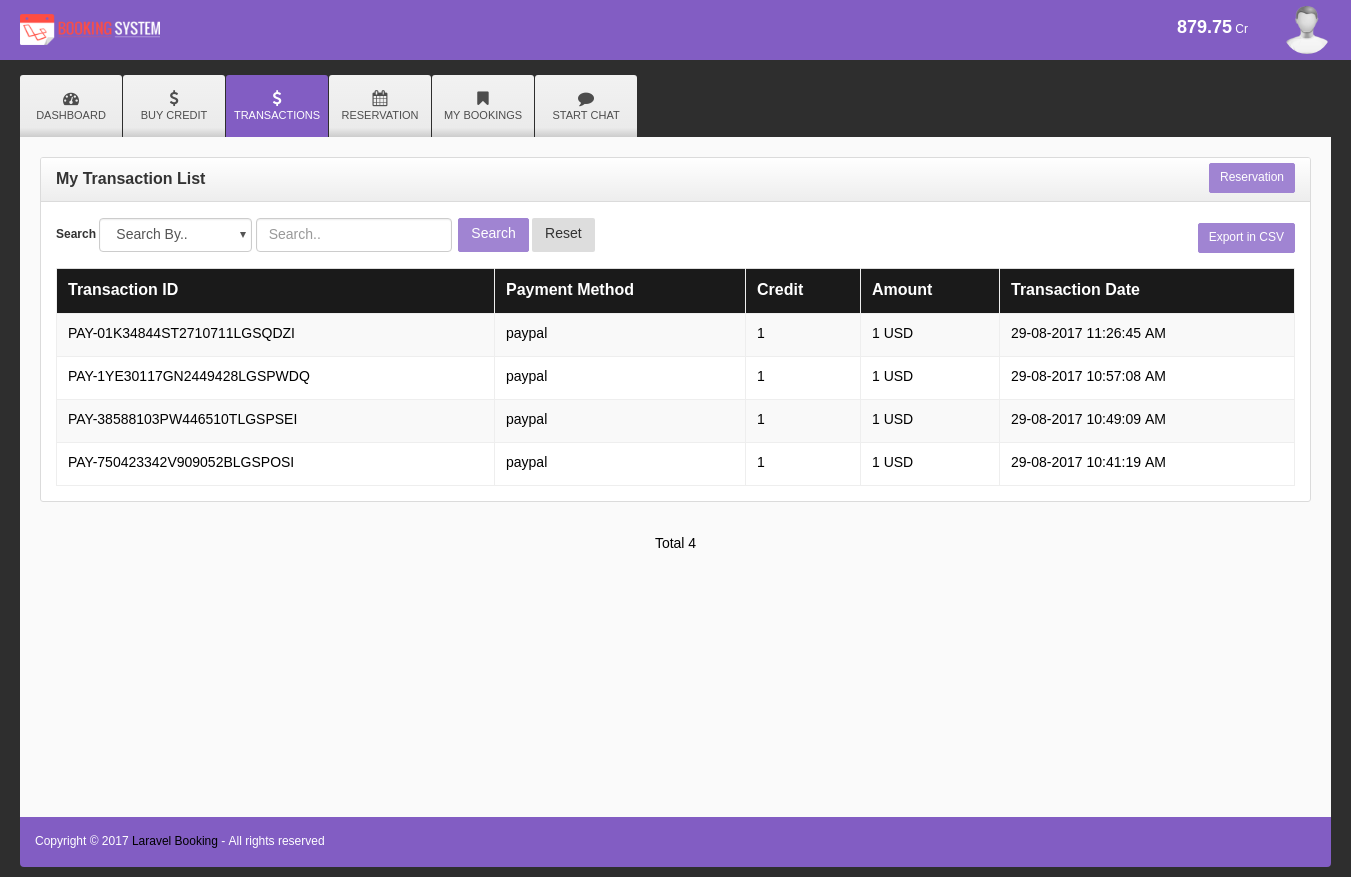 BOOKING SYSTEM
879.75 Cr
DASHBOARD
BUY CREDIT
TRANSACTIONS
RESERVATION
MY BOOKINGS
START CHAT
My Transaction List
Reservation
Search Search By.. Search.. Search Reset
Export in CSV
Transaction ID Payment Method Credit Amount Transaction Date
PAY-01K34844ST2710711LGSQDZI paypal 1 1 USD 29-08-2017 11:26:45 AM
PAY-1YE30117GN2449428LGSPWDQ paypal 1 1 USD 29-08-2017 10:57:08 AM
PAY-38588103PW446510TLGSPSEI paypal 1 1 USD 29-08-2017 10:49:09 AM
PAY-750423342V909052BLGSPOSI paypal 1 1 USD 29-08-2017 10:41:19 AM
Total 4
Copyright © 2017 Laravel Booking - All rights reserved